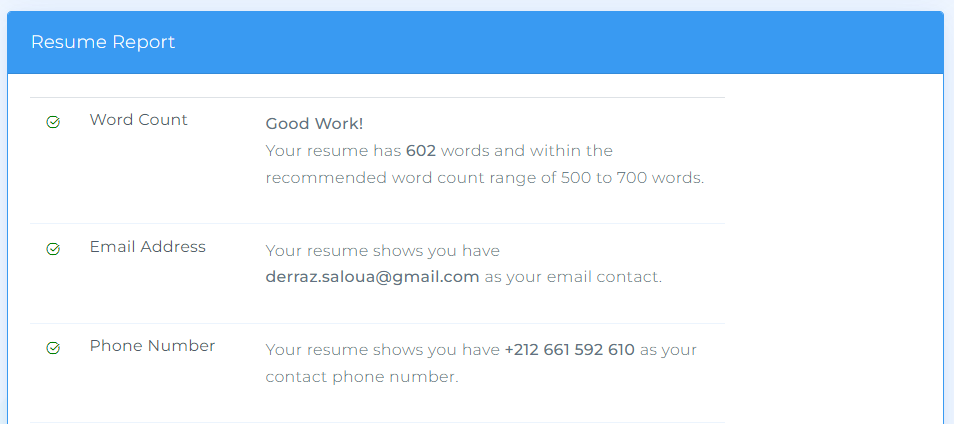 Resume Report
Word Count
Good Work!
Your resume has 602 words and within the
recommended word count range of 500 to 700 words.
Email Address
Your resume shows you have
derraz.saloua@gmail.com as your email contact.
Phone Number
Your resume shows you have +212 661 592 610 as your
contact phone number.